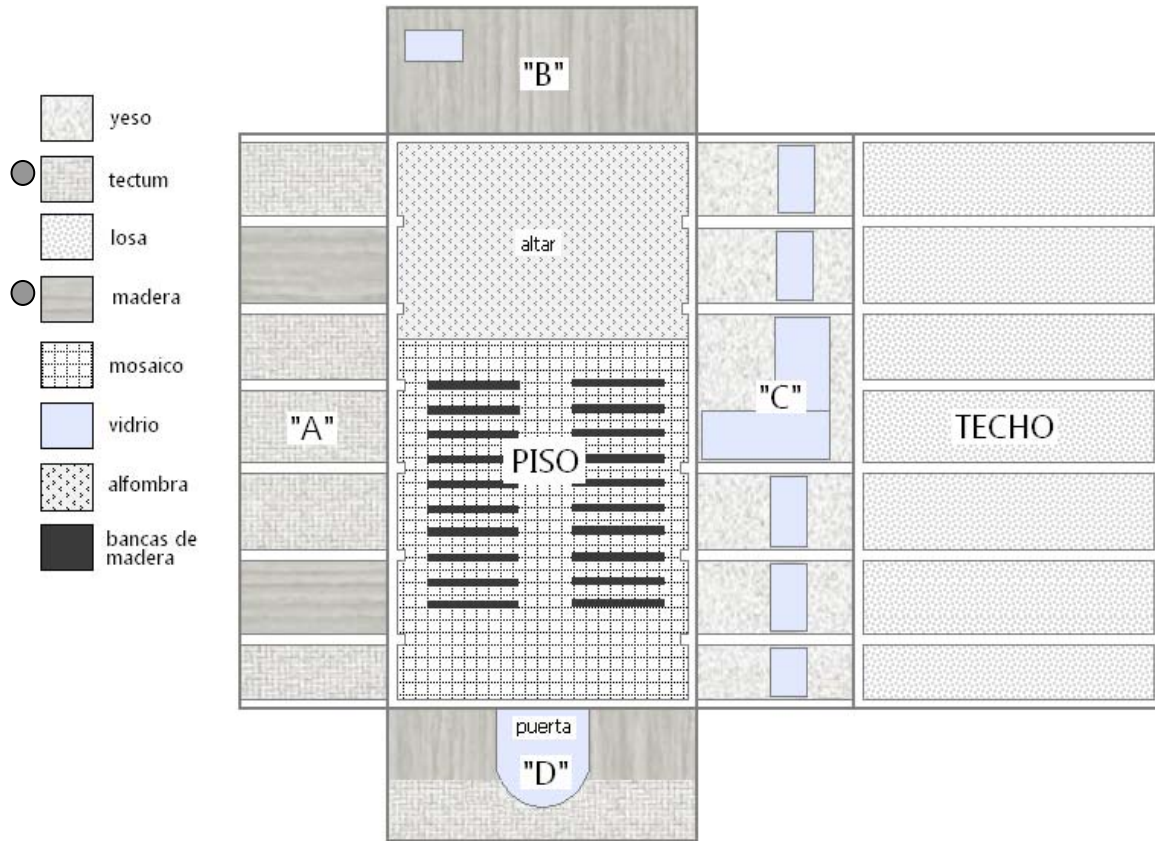 yeso
tectum
losa
madera
mosaico
vidrio
alfombra
bancas de
madera
"B"
altar
"A"
PISO
"C"
TECHO
puerta
"D"